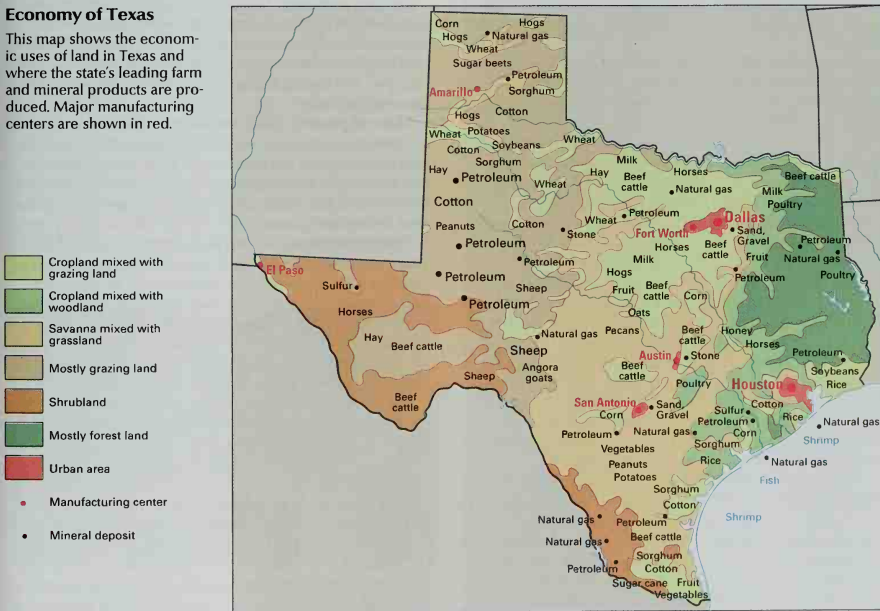 Economy of Texas
This map shows the econom-
ic uses of land in Texas and
where the state's leading farm
and mineral products are pro-
duced. Major manufacturing
centers are shown in red.
Cropland mixed with
grazing land
Cropland mixed with
woodland
Savanna mixed with
grassland
Mostly grazing land
Shrubland
Mostly forest land
Urban area
Manufacturing center
Mineral deposit
Corn
Hogs
Hogs
Natural gas
Wheat
Sugar beets
Petroleum
Amarillo
Sorghum
Hogs
Cotton
Wheat
Potatoes
Soybeans
Wheat
Cotton
Sorghum
Milk
Hay
Petroleum
Hay
Beef
cattle
Horses
Beef cattle
Wheat
Natural gas
Milk
Poultry
Cotton
Peanuts
Cotton
Wheat
Petroleum
Dallas
Fort Worth
Stone
Sand,
Gravel
Petroleum
Horses
Beef
cattle
Petroleum
Natural gas
Petroleum
Milk
Fruit
Poultry
El Paso
Sulfur
Petroleum
Hogs
Petroleum
Sheep
Fruit
Beef
cattle
Corn
Petroleum
Horses
Oats
Hay
Beef cattle
Natural gas
Pecans
Beef
cattle
Honey
Horses
Sheep
Angora
goats
Austin
Stone
Petroleum
Beef
cattle
Soybeans
Sheep
Poultry
Houston
Rice
Beef
cattle
San Antonio
Sand,
Gravel
Corn
Sulfur
Cotton
Rice
Petroleum
Natural gas
Petroleum
Natural gas
Corn
Shrimp
Vegetables
Sorghum
Peanuts
Rice
Natural gas
Potatoes
Fish
Sorghum
Cotton
Shrimp
Natural gas
Petroleum
Natural gas
Beef cattle
Sorghum
Petroleum
Cotton
Sugar cane
Fruit
Vegetables